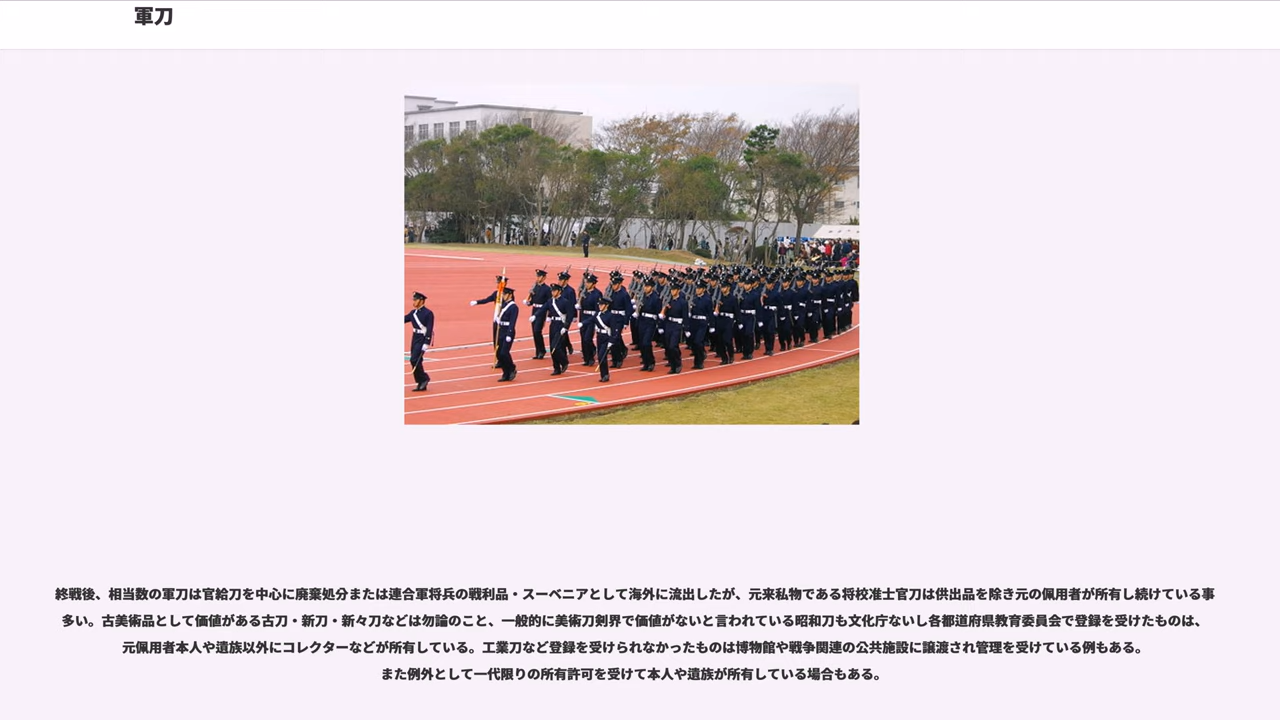 軍刀
終戦後、相当数の軍刀は官給刀を中心に廃棄処分または連合軍将兵の戦利品・スーベニアとして海外に流出したが、元来私物である将校准士官刀は供出品を除き元の佩用者が所有し続けている事
多い。古美術品として価値がある古刀・新刀・新々刀などは勿論のこと、一般的に美術刀剣界で価値がないと言われている昭和刀も文化庁ないし各都道府県教育委員会で登録を受けたものは、
元佩用者本人や遺族以外にコレクターなどが所有している。工業刀など登録を受けられなかったものは博物館や戦争関連の公共施設に譲渡され管理を受けている例もある。
また例外として一代限りの所有許可を受けて本人や遺族が所有している場合もある。